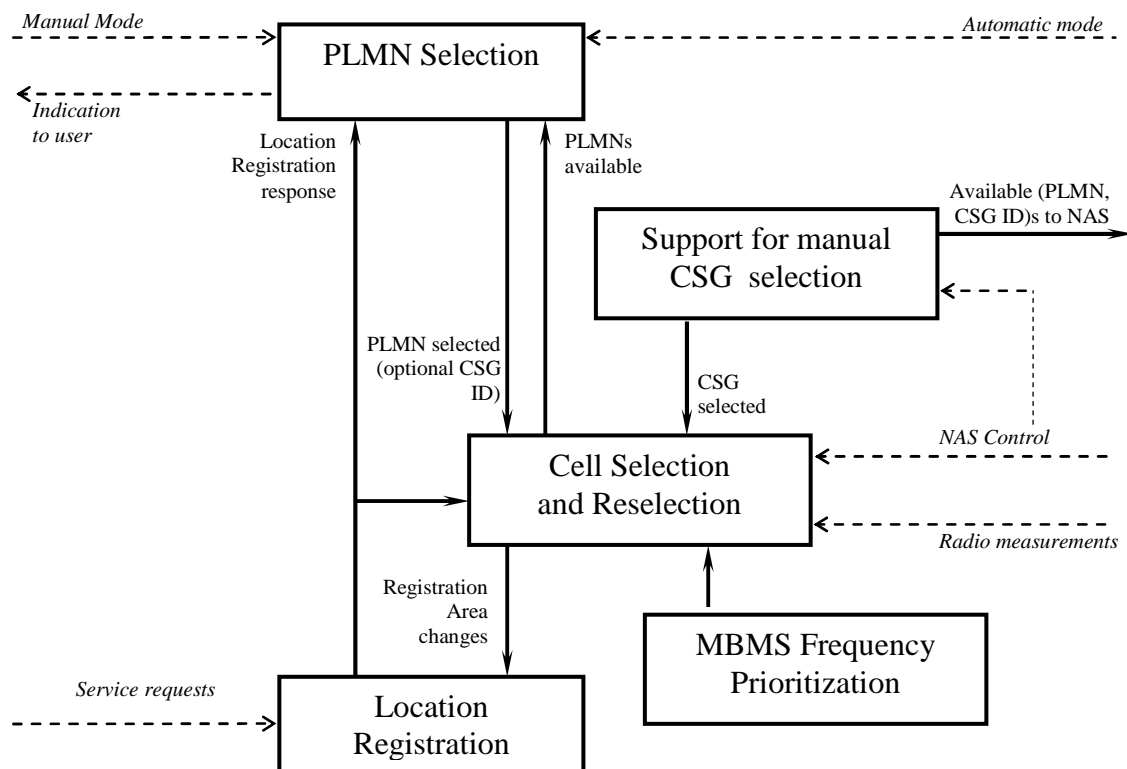 Manual Mode
Automatic mode
PLMN Selection
Indication
to user
Location
Registration
response
PLMNs
available
Available (PLMN,
CSG ID)s to NAS
Support for manual
CSG selection
PLMN selected
(optional CSG
ID)
CSG
selected
NAS Control
Cell Selection
and Reselection
Radio measurements
Registration
Area
changes
MBMS Frequency
Prioritization
Service requests
Location
Registration